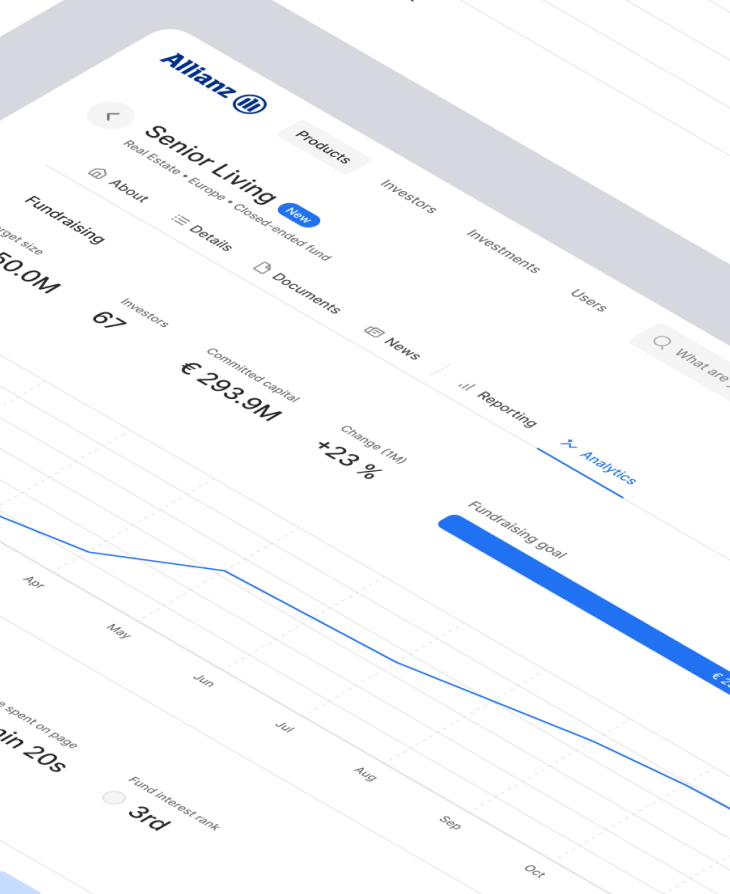 Allianz
Products
Investors
Investments
Users
What are
Senior Living
New
Real Estate • Europe • Closed-ended fund
About
Details
Documents
News
Reporting
Analytics
Fundraising
size
50.0M
Investors
67
Committed capital
€ 293.9M
Change (1M)
+23 %
Fundraising goal
€ 2
Apr
May
Jun
Jul
Aug
Sep
Oct
spent on page
20s
Fund interest rank
3rd